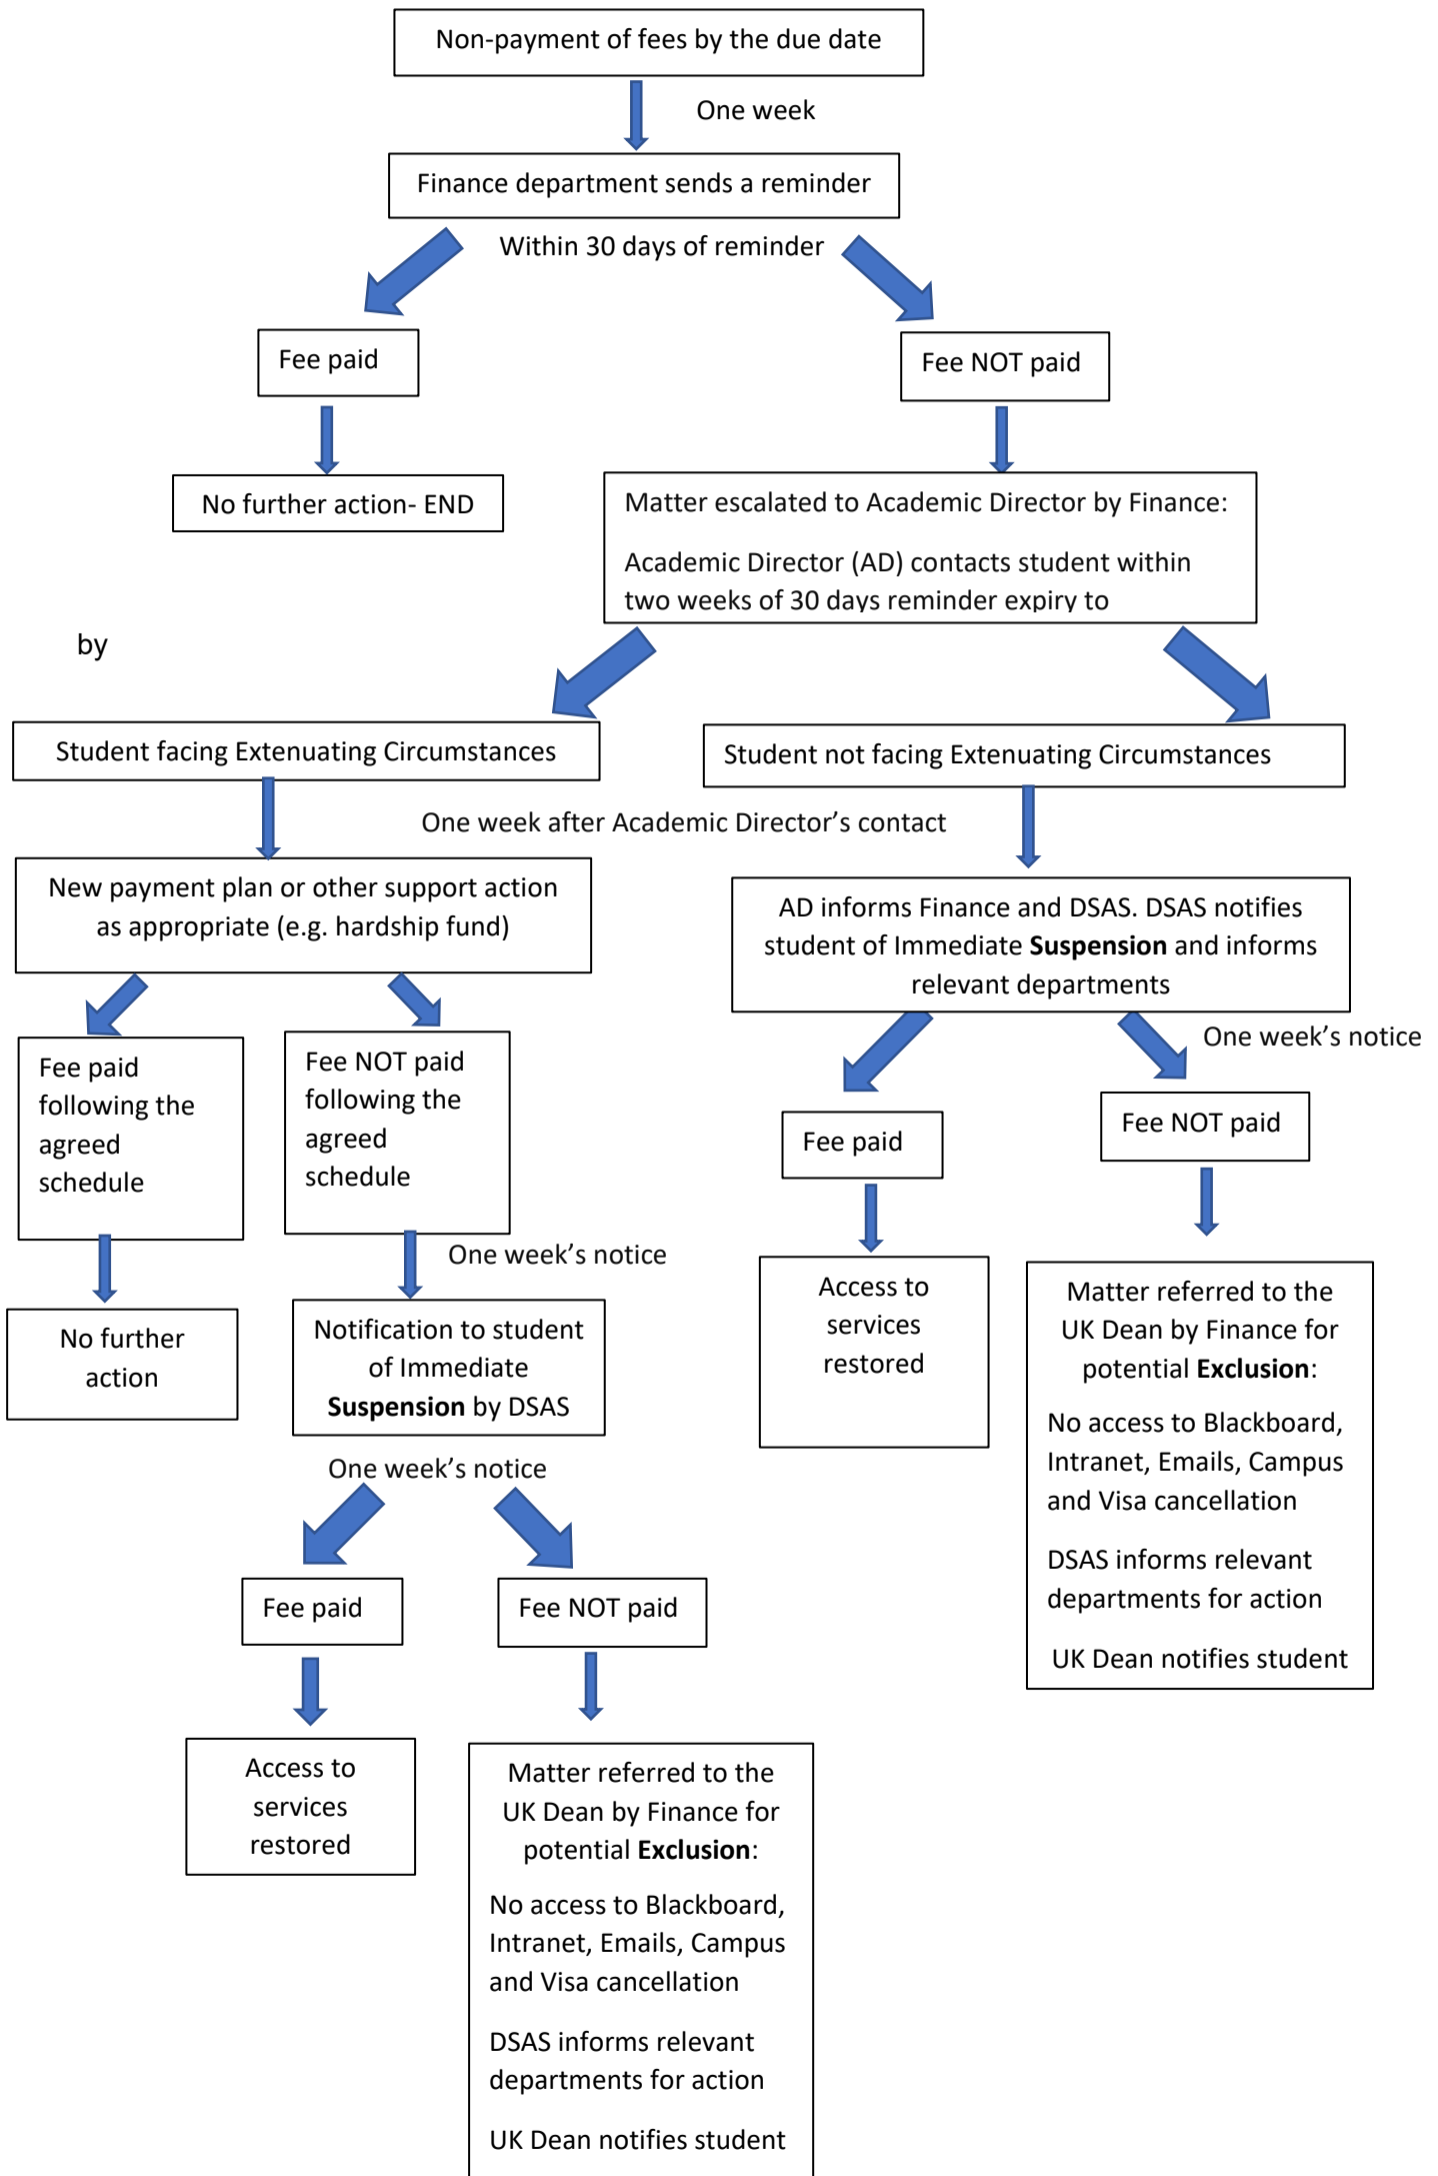 Non-payment of fees by the due date
One week
Finance department sends a reminder
Within 30 days of reminder
Fee paid
Fee NOT paid
No further action- END
Matter escalated to Academic Director by Finance:
Academic Director (AD) contacts student within
two weeks of 30 days reminder expiry to
by
Student facing Extenuating Circumstances
Student not facing Extenuating Circumstances
One week after Academic Director’s contact
New payment plan or other support action
as appropriate (e.g. hardship fund)
AD informs Finance and DSAS. DSAS notifies
student of Immediate Suspension and informs
relevant departments
One week’s notice
Fee paid
following the
agreed
schedule
Fee NOT paid
following the
agreed
schedule
Fee paid
Fee NOT paid
One week’s notice
No further
action
Notification to student
of Immediate
Suspension by DSAS
Access to
services
restored
Matter referred to the
UK Dean by Finance for
potential Exclusion:
No access to Blackboard,
Intranet, Emails, Campus
and Visa cancellation
DSAS informs relevant
departments for action
UK Dean notifies student
One week’s notice
Fee paid
Fee NOT paid
Access to
services
restored
Matter referred to the
UK Dean by Finance for
potential Exclusion:
No access to Blackboard,
Intranet, Emails, Campus
and Visa cancellation
DSAS informs relevant
departments for action
UK Dean notifies student